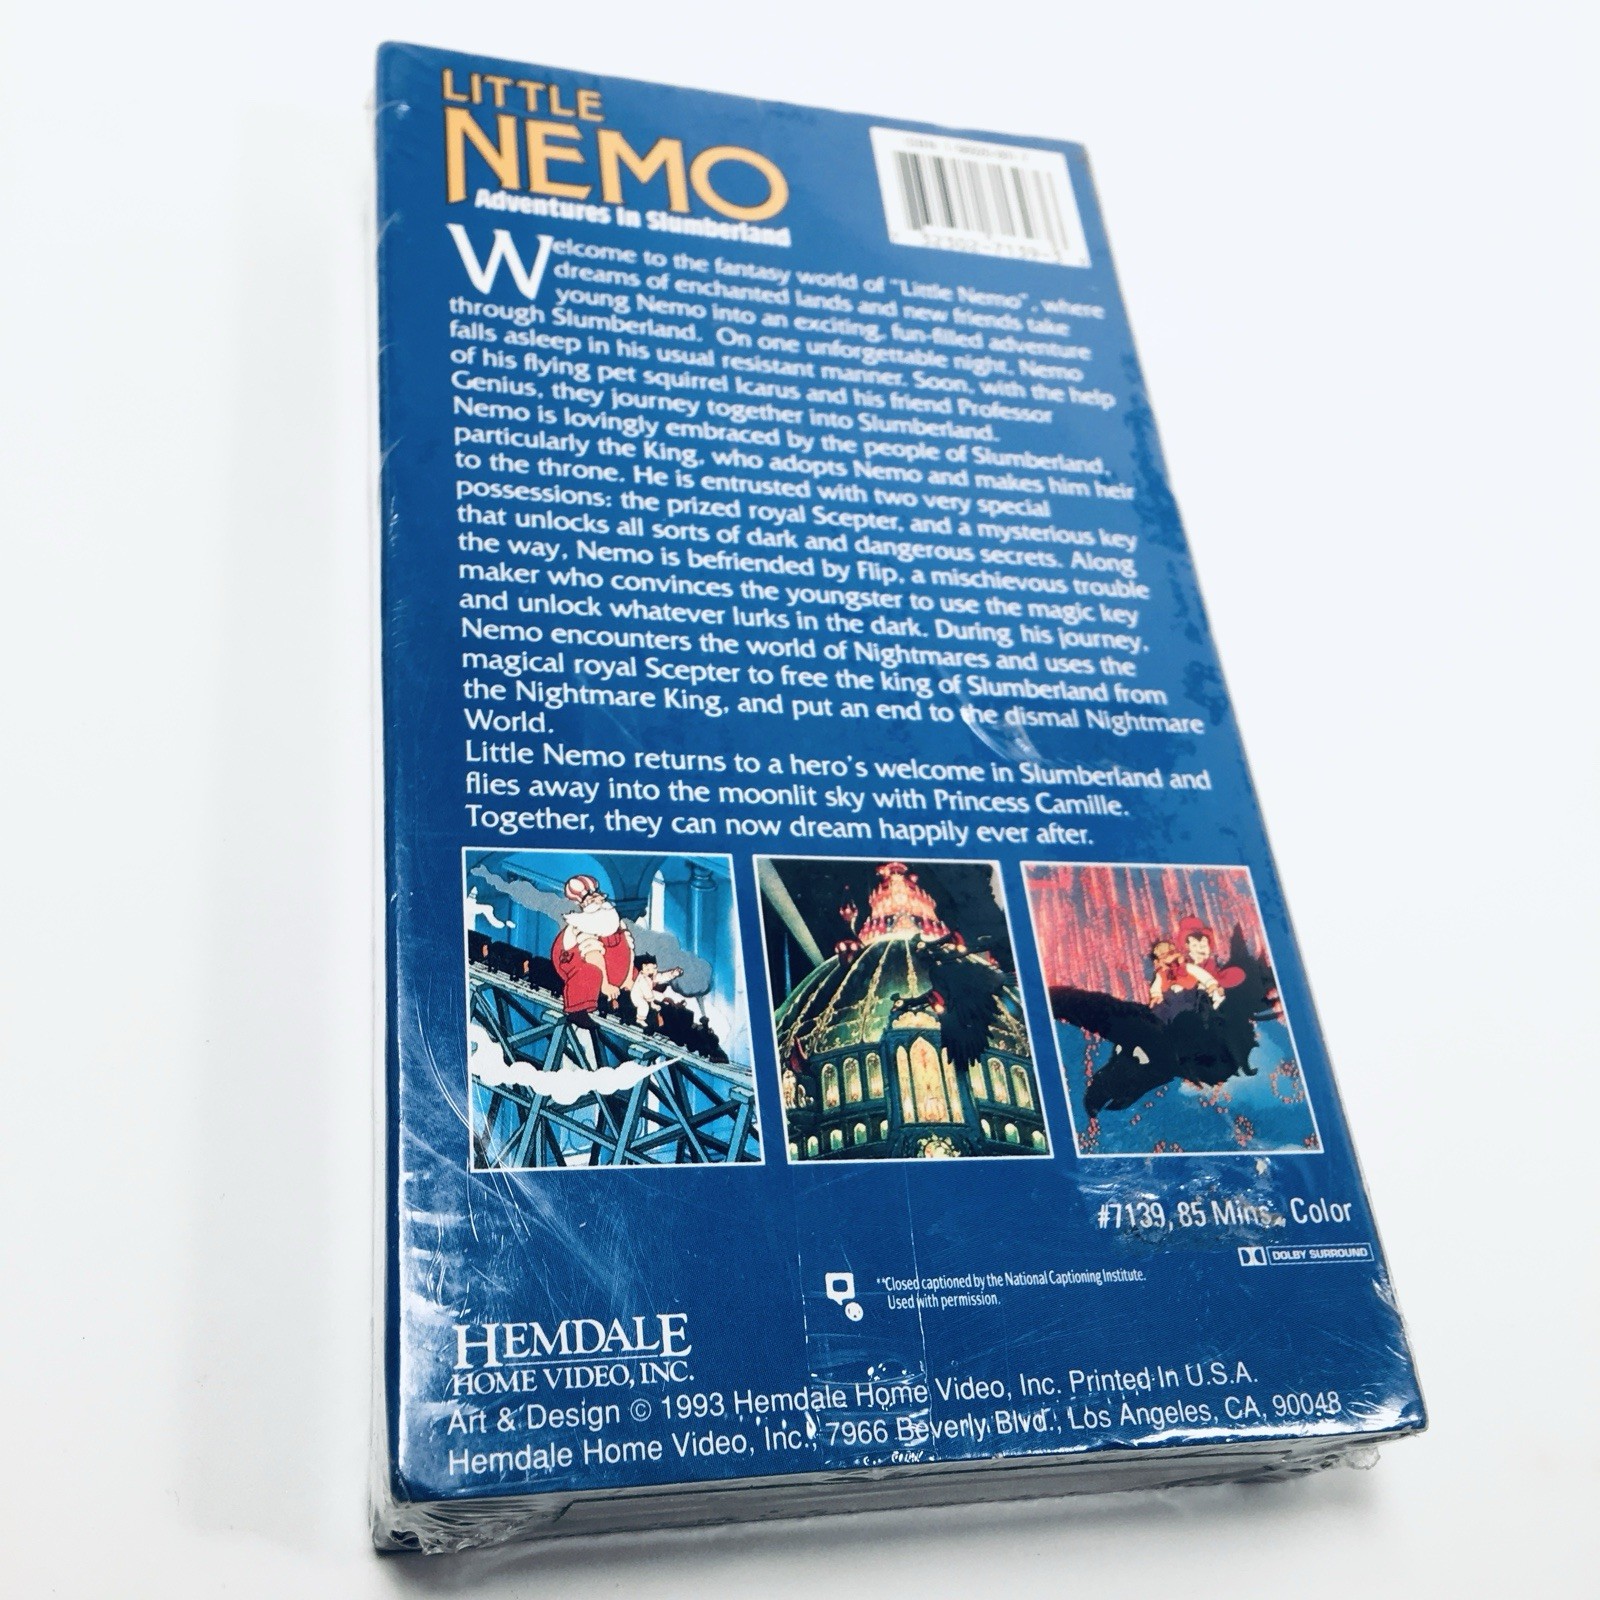 LITTLE
NEMO
Adventures In Slumberland
Welcome to the fantasy world of "Little Nemo", where
dreams of enchanted lands and new friends take
young Nemo into an exciting, fun-filled adventure
through Slumberland. On one unforgettable night, Nemo
falls asleep in his usual resistant manner. Soon, with the help
of his flying pet squirrel Icarus and his friend Professor
Genius, they journey together into Slumberland.
Nemo is lovingly embraced by the people of Slumberland,
particularly the King, who adopts Nemo and makes him heir
to the throne. He is entrusted with two very special
possessions: the prized royal Scepter, and a mysterious key
that unlocks all sorts of dark and dangerous secrets. Along
the way, Nemo is befriended by Flip, a mischievous trouble
maker who convinces the youngster to use the magic key
and unlock whatever lurks in the dark. During his journey,
Nemo encounters the world of Nightmares and uses the
magical royal Scepter to free the king of Slumberland from
the Nightmare King, and put an end to the dismal Nightmare
World.
Little Nemo returns to a hero's welcome in Slumberland and
flies away into the moonlit sky with Princess Camille.
Together, they can now dream happily ever after.
#7139, 85 Mins., Color
DOLBY SURROUND
**Closed captioned by the National Captioning Institute.
Used with permission.
HEMDALE
HOME VIDEO, INC.
Art & Design © 1993 Hemdale Home Video, Inc. Printed In U.S.A.
Hemdale Home Video, Inc., 7966 Beverly Blvd., Los Angeles, CA, 90048